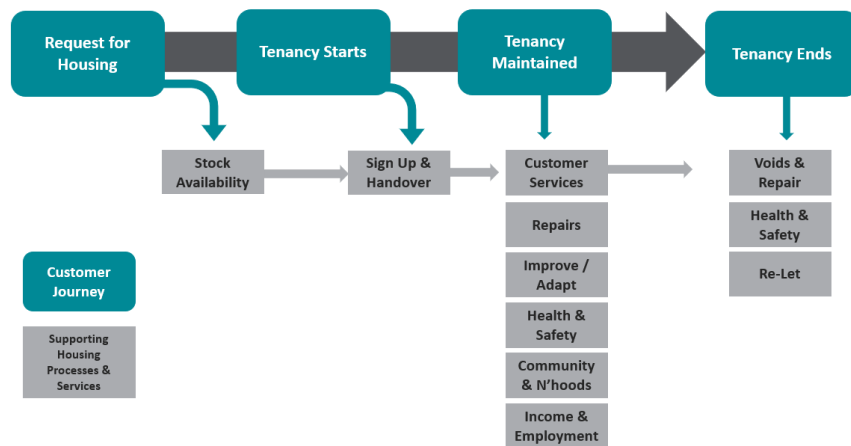 Request for
Housing
Tenancy Starts
Tenancy
Maintained
Tenancy Ends
Stock
Availability
Sign Up &
Handover
Customer
Services
Voids &
Repair
Repairs
Health &
Safety
Improve /
Adapt
Re-Let
Customer
Journey
Health &
Safety
Supporting
Housing
Processes &
Services
Community
& N'hoods
Income &
Employment